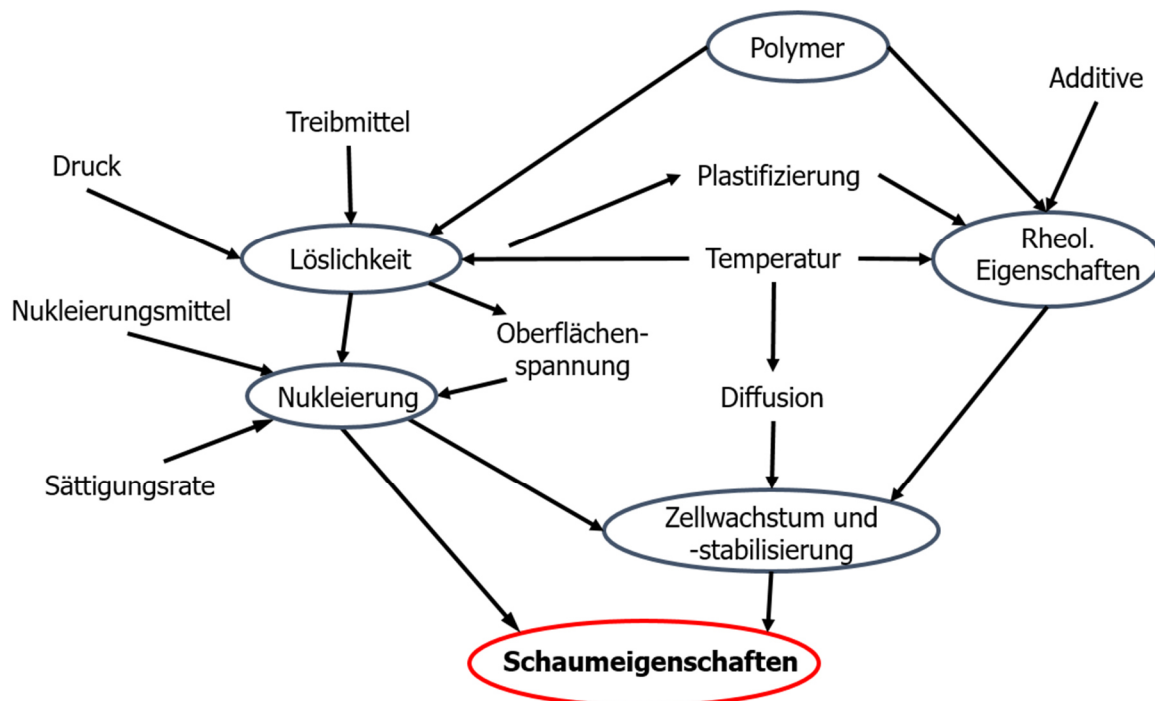 Polymer
Additive
Treibmittel
Druck
Plastifizierung
Löslichkeit
Temperatur
Rheol.
Eigenschaften
Nukleierungsmittel
Oberflächen-
spannung
Nukleierung
Diffusion
Sättigungsrate
Zellwachstum und
-stabilisierung
Schaumeigenschaften